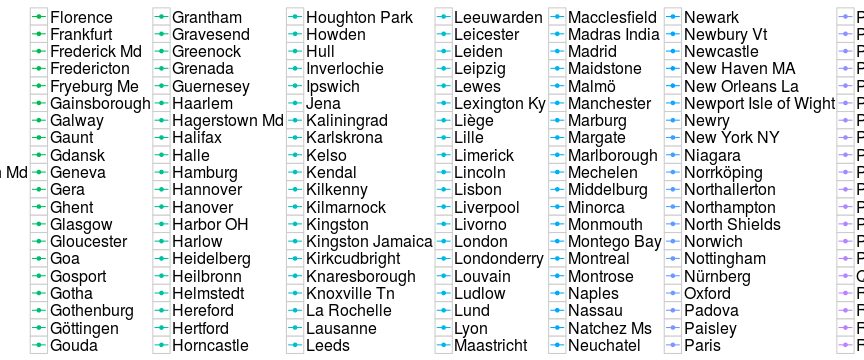 Florence
Frankfurt
Frederick Md
Fredericton
Fryeburg Me
Gainsborough
Galway
Gaunt
Gdansk
Md
Geneva
Gera
Ghent
Glasgow
Gloucester
Goa
Gosport
Gotha
Gothenburg
Göttingen
Gouda
Grantham
Gravesend
Greenock
Grenada
Guernesey
Haarlem
Hagerstown Md
Halifax
Halle
Hamburg
Hannover
Hanover
Harbor OH
Harlow
Heidelberg
Heilbronn
Helmstedt
Hereford
Hertford
Horncastle
Houghton Park
Howden
Hull
Inverlochie
Ipswich
Jena
Kaliningrad
Karlskrona
Kelso
Kendal
Kilkenny
Kilmarnock
Kingston
Kingston Jamaica
Kirkcudbright
Knaresborough
Knoxville Tn
La Rochelle
Lausanne
Leeds
Leeuwarden
Leicester
Leiden
Leipzig
Lewes
Lexington Ky
Liège
Lille
Limerick
Lincoln
Lisbon
Liverpool
Livorno
London
Londonderry
Louvain
Ludlow
Lund
Lyon
Maastricht
Macclesfield
Madras India
Madrid
Maidstone
Malmö
Manchester
Marburg
Margate
Marlborough
Mechelen
Middelburg
Minorca
Monmouth
Montego Bay
Montreal
Montrose
Naples
Nassau
Natchez Ms
Neuchatel
Newark
Newbury Vt
Newcastle
New Haven MA
New Orleans La
Newport Isle of Wight
Newry
New York NY
Niagara
Norrköping
Northallerton
Northampton
North Shields
Norwich
Nottingham
Nürnberg
Oxford
Padova
Paisley
Paris